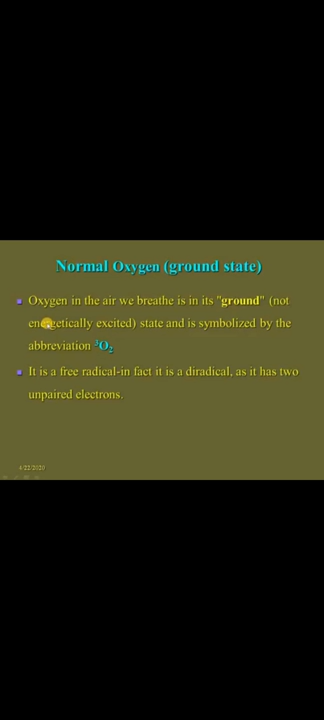 Normal Oxygen (ground state)
Oxygen in the air we breathe is in its "ground" (not
energetically excited) state and is symbolized by the
abbreviation ³O₂
It is a free radical-in fact it is a diradical, as it has two
unpaired electrons.
4/22/2020